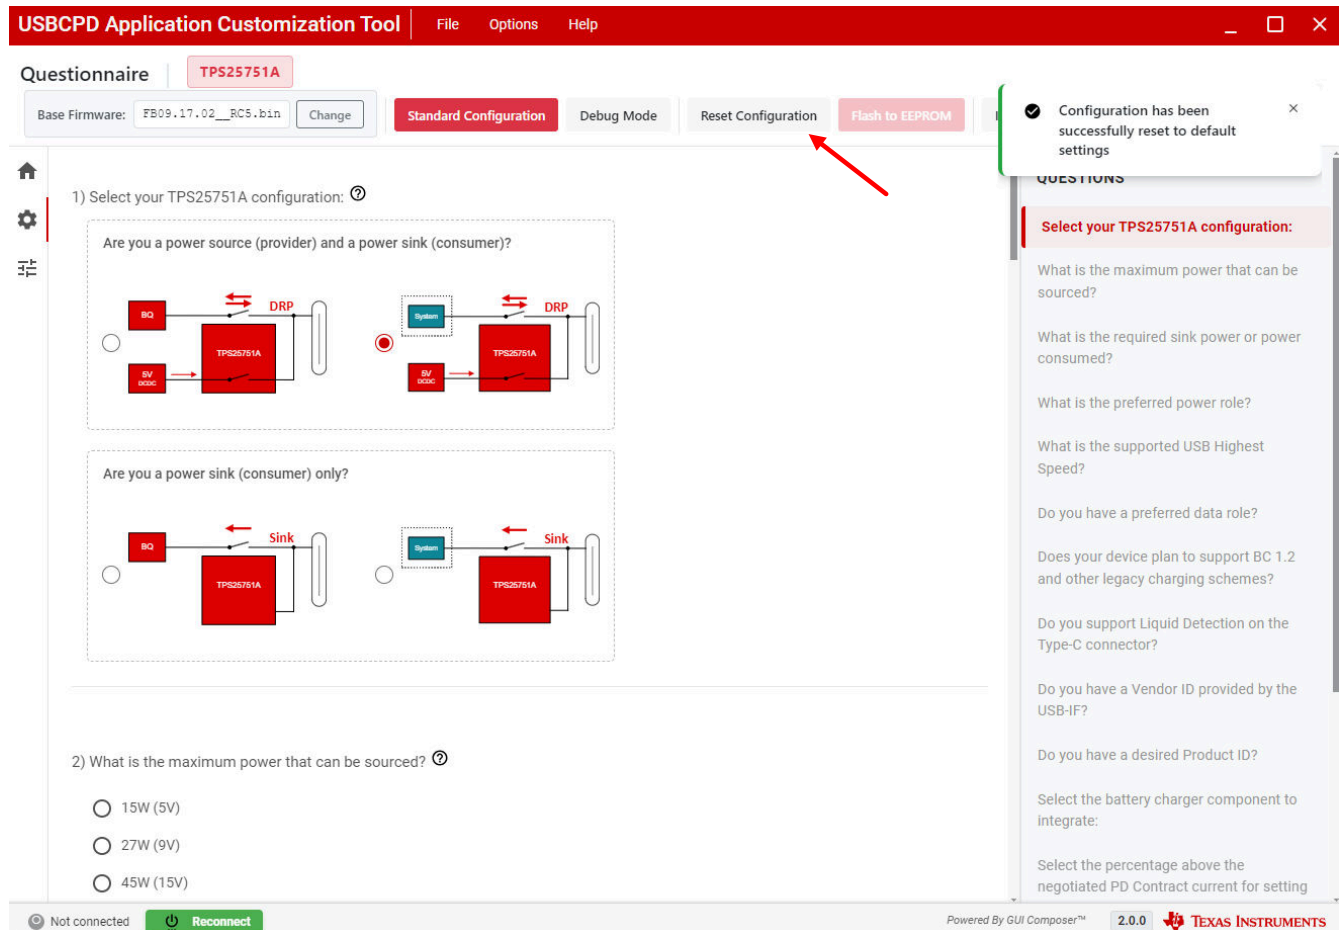 USBCPD Application Customization Tool
File Options Help
Questionnaire
TPS25751A
Base Firmware: FB09.17.02__RC5.bin Change
Standard Configuration
Debug Mode
Reset Configuration
Flash to EEPROM
Configuration has been
successfully reset to default
settings
1) Select your TPS25751A configuration:
Are you a power source (provider) and a power sink (consumer)?
BQ
DRP
TPS25751A
5V
DCDC
System
DRP
TPS25751A
5V
DCDC
Are you a power sink (consumer) only?
BQ
Sink
TPS25751A
System
Sink
TPS25751A
2) What is the maximum power that can be sourced?
15W (5V)
27W (9V)
45W (15V)
QUESTIONS
Select your TPS25751A configuration:
What is the maximum power that can be
sourced?
What is the required sink power or power
consumed?
What is the preferred power role?
What is the supported USB Highest
Speed?
Do you have a preferred data role?
Does your device plan to support BC 1.2
and other legacy charging schemes?
Do you support Liquid Detection on the
Type-C connector?
Do you have a Vendor ID provided by the
USB-IF?
Do you have a desired Product ID?
Select the battery charger component to
integrate:
Select the percentage above the
negotiated PD Contract current for setting
Not connected
Reconnect
Powered By GUI Composer™
2.0.0
TEXAS INSTRUMENTS